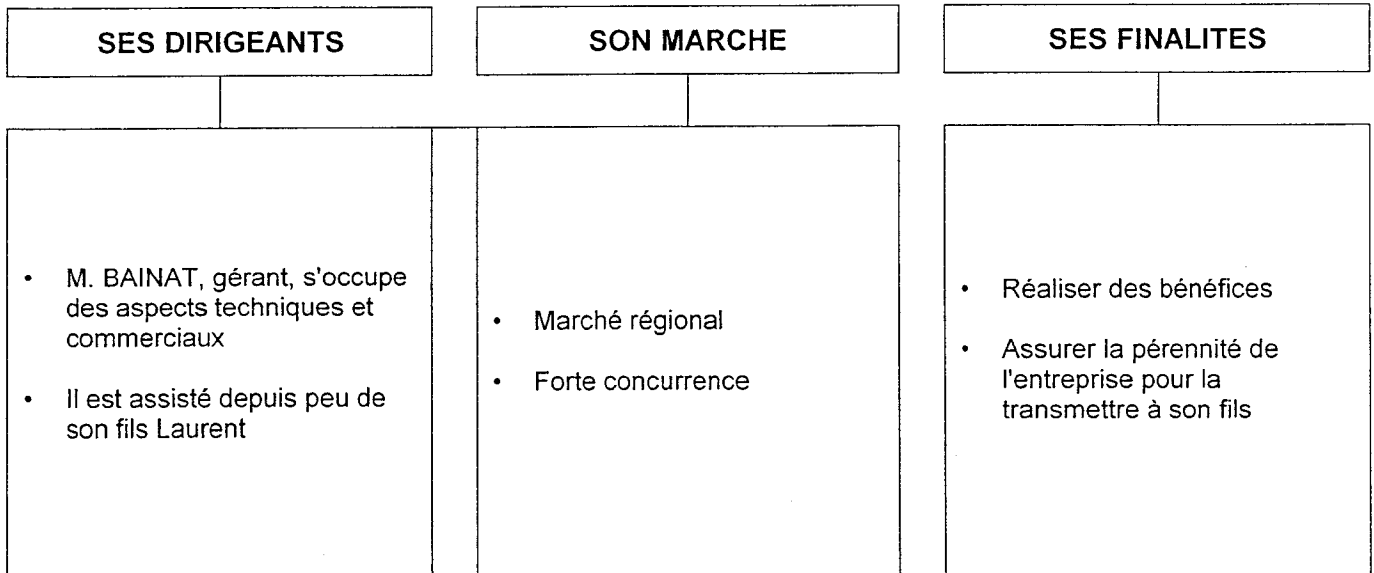 SES DIRIGEANTS
• M. BAINAT, gérant, s'occupe
des aspects techniques et
commerciaux
• Il est assisté depuis peu de
son fils Laurent
SON MARCHE
• Marché régional
• Forte concurrence
SES FINALITES
• Réaliser des bénéfices
• Assurer la pérennité de
l'entreprise pour la
transmettre à son fils